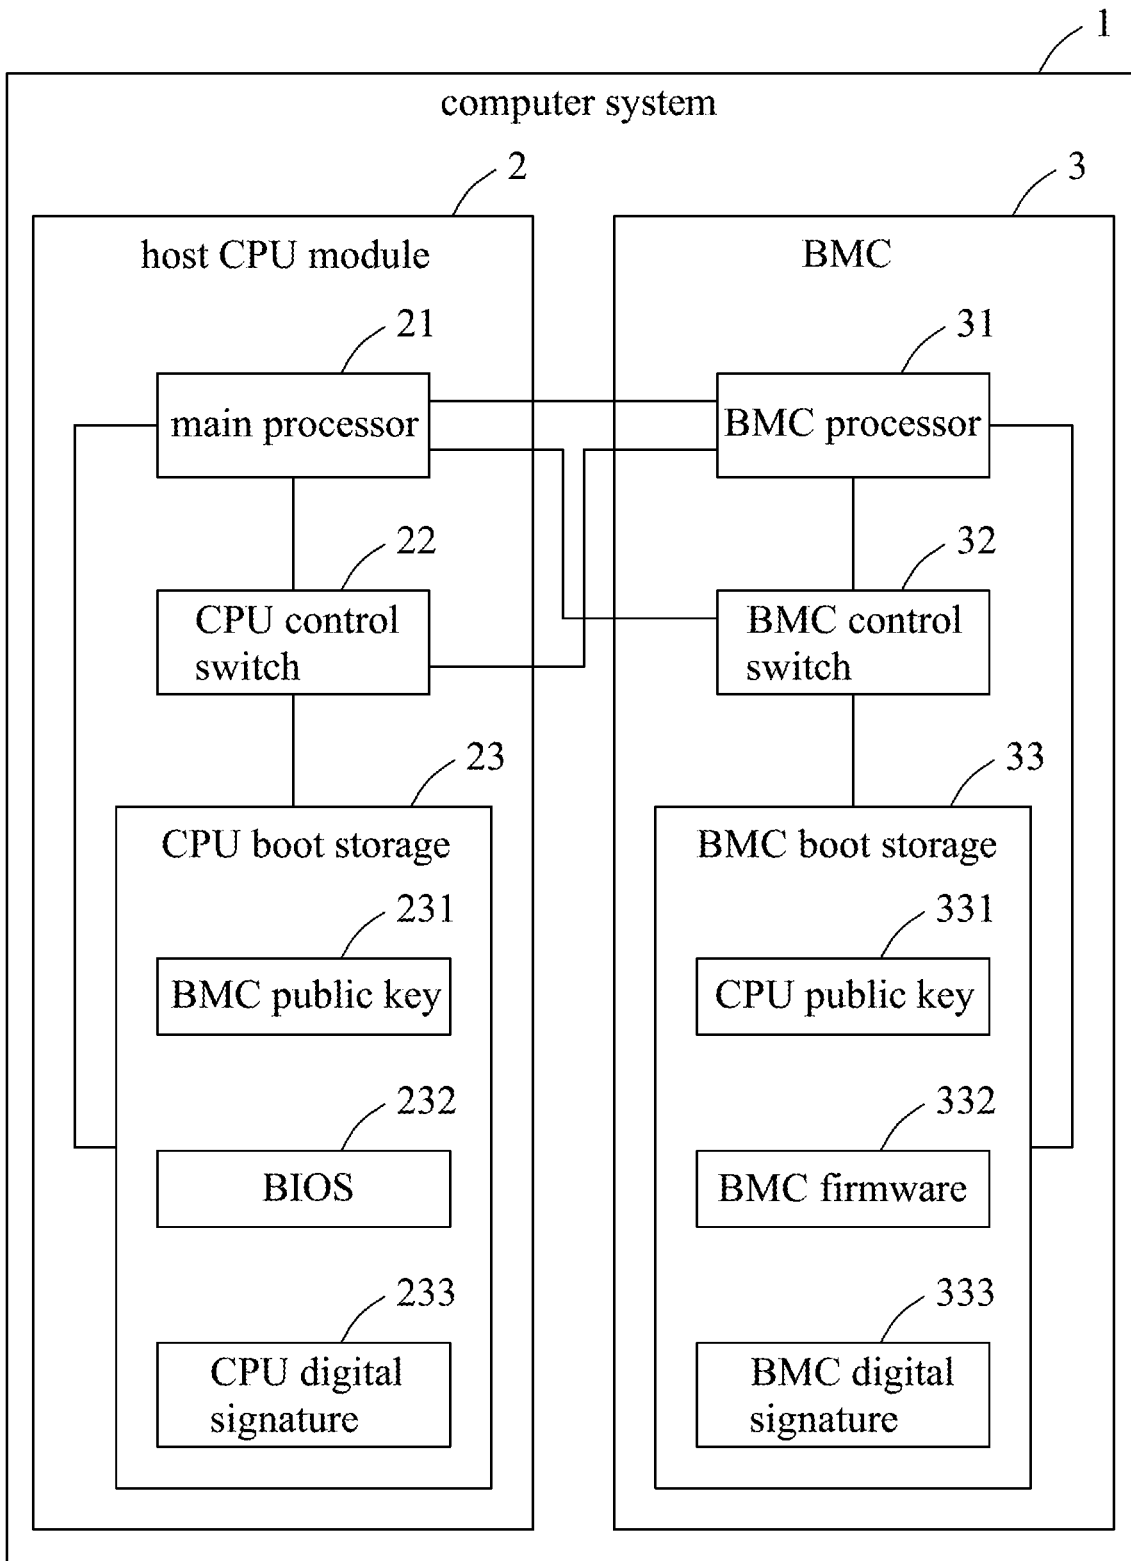 1
computer system
2
host CPU module
21
main processor
22
CPU control
switch
23
CPU boot storage
231
BMC public key
232
BIOS
233
CPU digital
signature
3
BMC
31
BMC processor
32
BMC control
switch
33
BMC boot storage
331
CPU public key
332
BMC firmware
333
BMC digital
signature